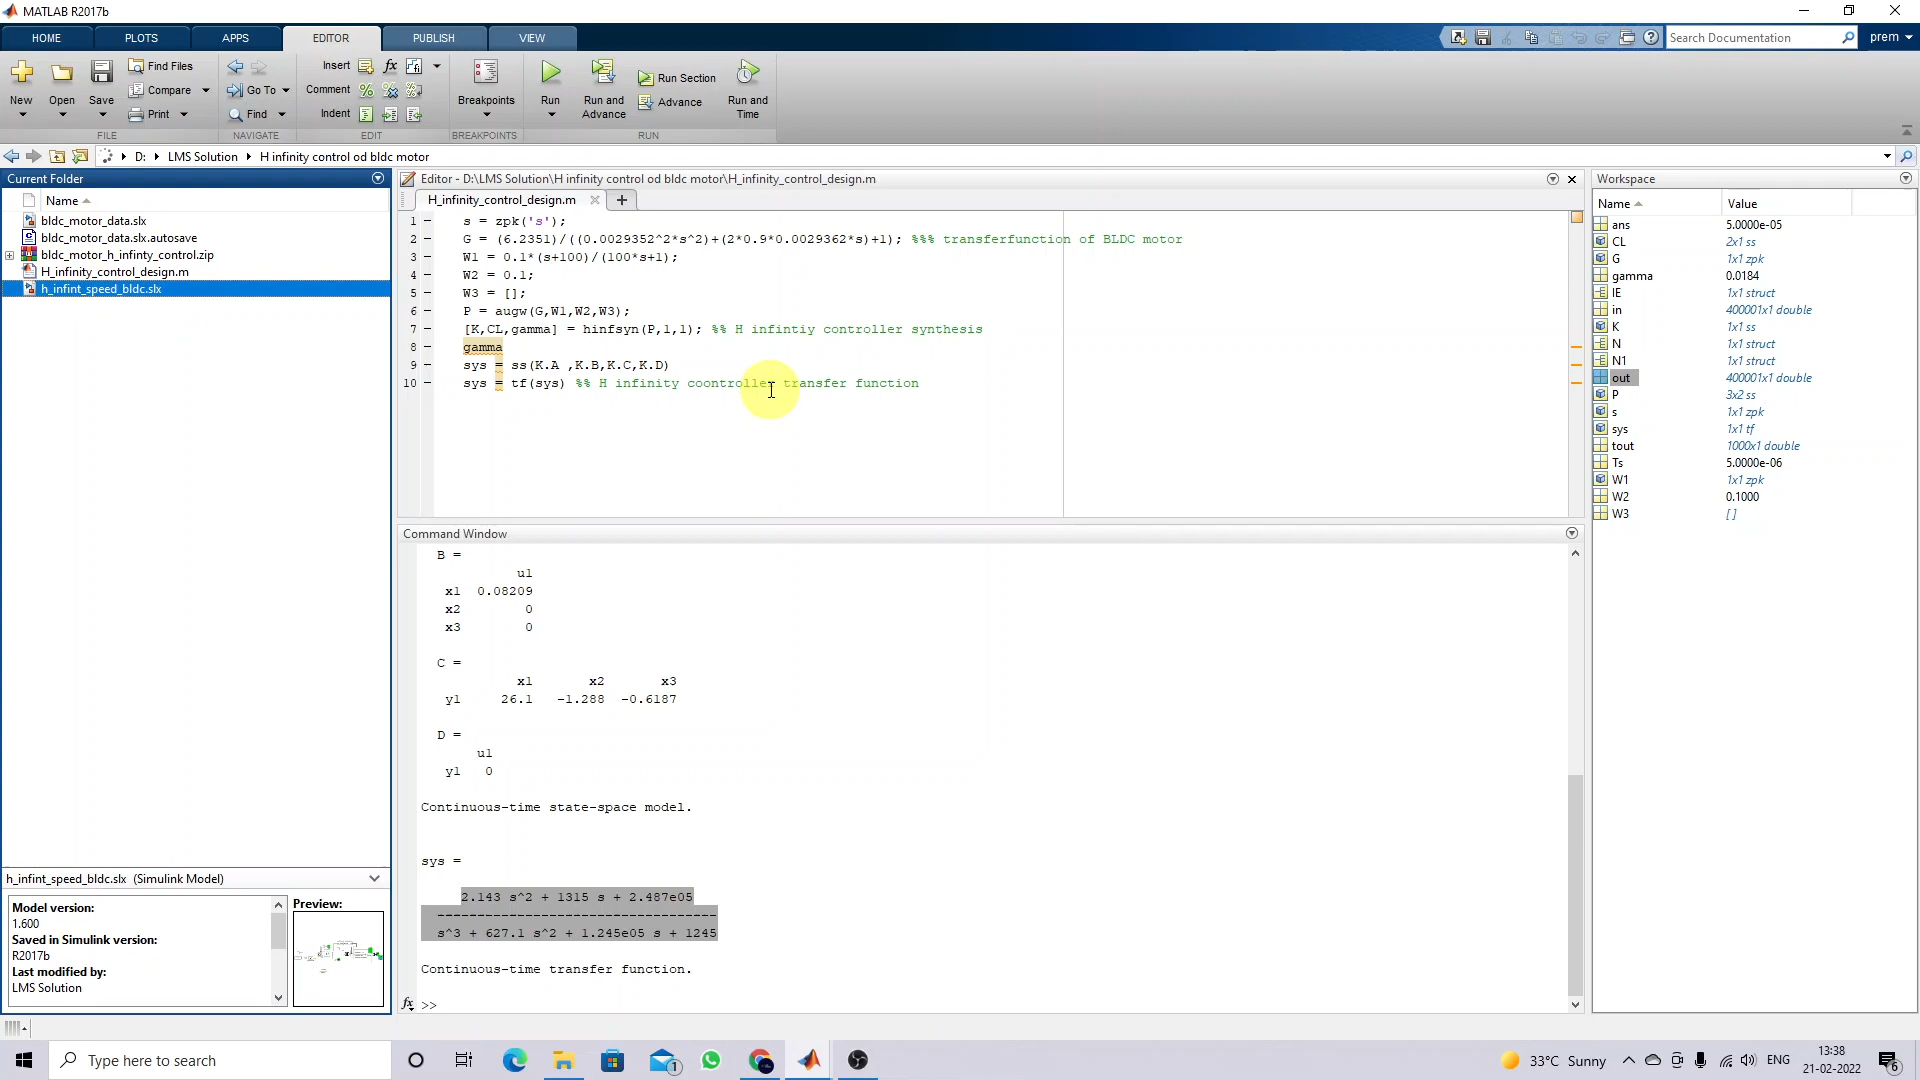 MATLAB R2017b
HOME PLOTS APPS EDITOR PUBLISH VIEW
Search Documentation prem
New Open Save
Find Files
Compare
Print
FILE
Go To
Find
NAVIGATE
Insert fx
Comment
Indent
EDIT
Breakpoints
BREAKPOINTS
Run
Run and Advance
Run Section
Advance
Run and Time
RUN
D: LMS Solution H infinity control od bldc motor
Current Folder
Name
bldc_motor_data.slx
bldc_motor_data.slx.autosave
bldc_motor_h_infinty_control.zip
H_infinity_control_design.m
h_infint_speed_bldc.slx
h_infint_speed_bldc.slx (Simulink Model)
Model version:
1.600
Saved in Simulink version:
R2017b
Last modified by:
LMS Solution
Preview:
Editor - D:\LMS Solution\H infinity control od bldc motor\H_infinity_control_design.m
H_infinity_control_design.m
1 – s = zpk('s');
2 – G = (6.2351)/((0.0029352^2*s^2)+(2*0.9*0.0029362*s)+1); %%% transferfunction of BLDC motor
3 – W1 = 0.1*(s+100)/(100*s+1);
4 – W2 = 0.1;
5 – W3 = [];
6 – P = augw(G,W1,W2,W3);
7 – [K,CL,gamma] = hinfsyn(P,1,1); %% H infintiy controller synthesis
8 – gamma
9 – sys = ss(K.A ,K.B,K.C,K.D)
10 – sys = tf(sys) %% H infinity coontroller transfer function
Command Window
B =
u1
x1 0.08209
x2 0
x3 0
C =
x1 x2 x3
y1 26.1 -1.288 -0.6187
D =
u1
y1 0
Continuous-time state-space model.
sys =
2.143 s^2 + 1315 s + 2.487e05
----------------------------------
s^3 + 627.1 s^2 + 1.245e05 s + 1245
Continuous-time transfer function.
fx >>
Workspace
Name Value
ans 5.0000e-05
CL 2x1 ss
G 1x1 zpk
gamma 0.0184
IE 1x1 struct
in 400001x1 double
K 1x1 ss
N 1x1 struct
N1 1x1 struct
out 400001x1 double
P 3x2 ss
s 1x1 zpk
sys 1x1 tf
tout 1000x1 double
Ts 5.0000e-06
W1 1x1 zpk
W2 0.1000
W3 []
Type here to search
1
33°C Sunny
ENG
13:38
21-02-2022
6